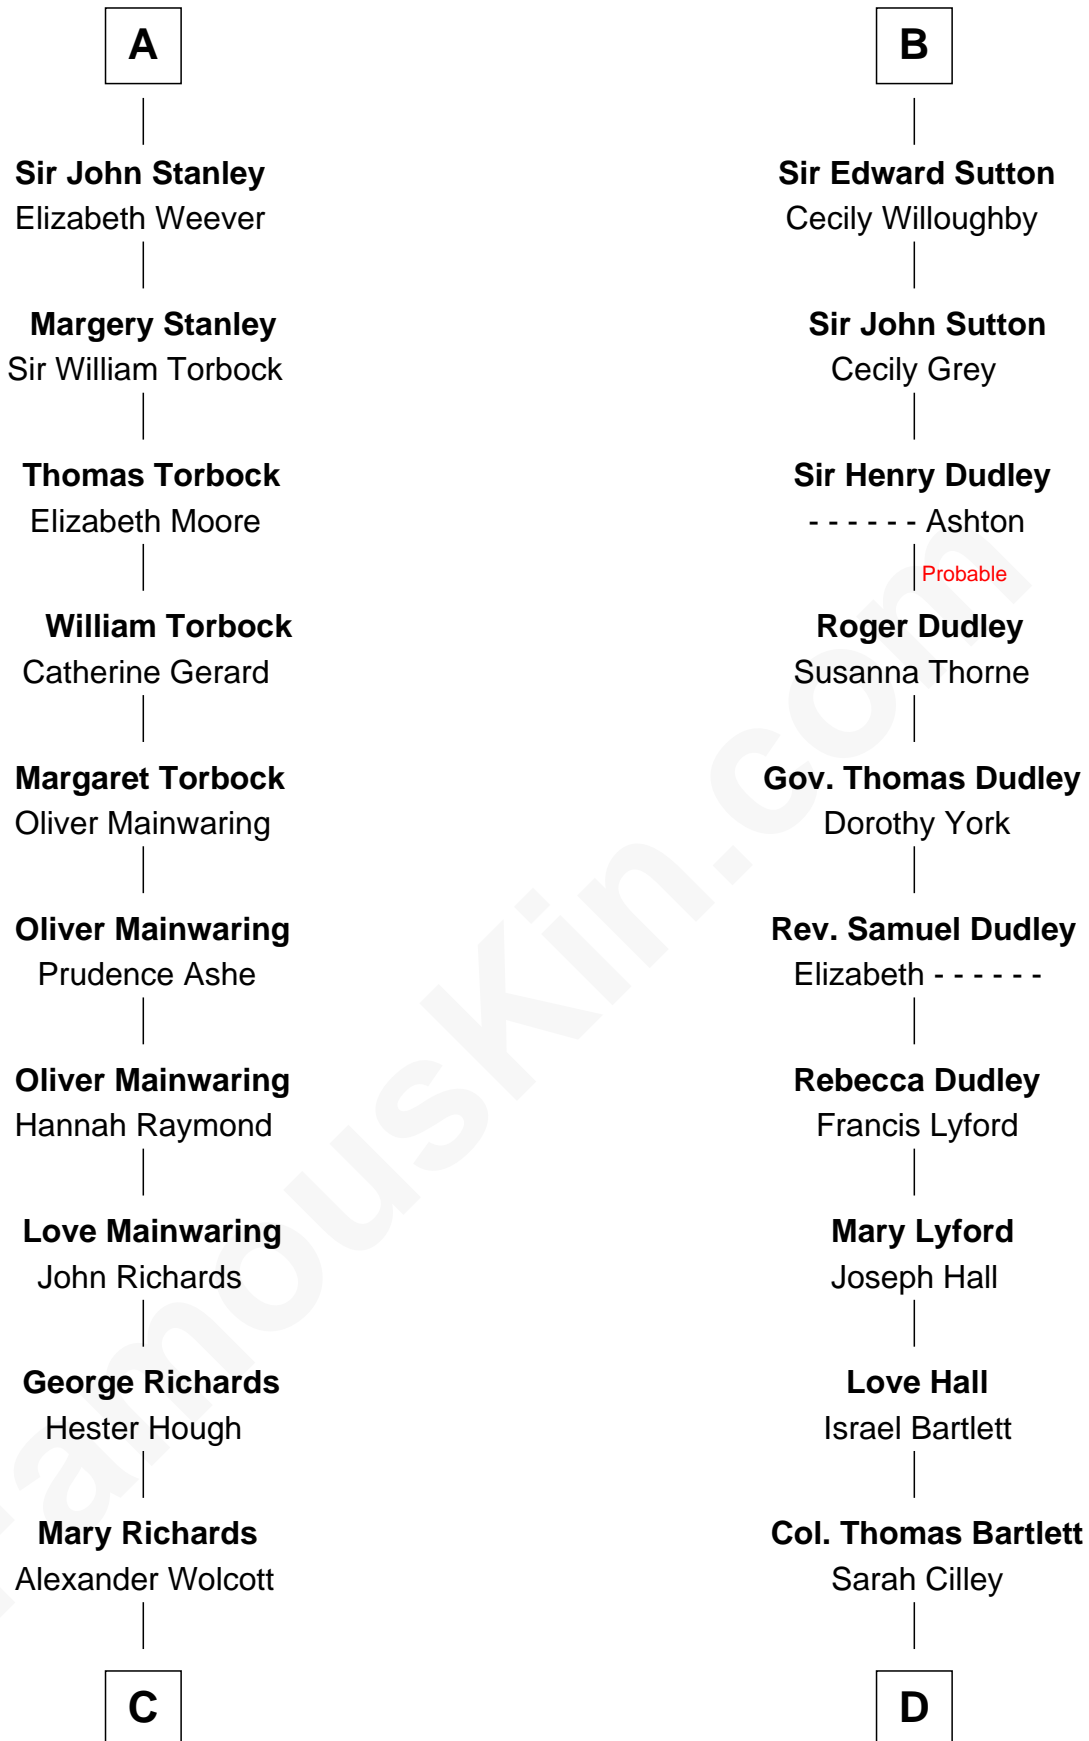 A
Sir John Stanley
Elizabeth Weever
Margery Stanley
Sir William Torbock
Thomas Torbock
Elizabeth Moore
William Torbock
Catherine Gerard
Margaret Torbock
Oliver Mainwaring
Oliver Mainwaring
Prudence Ashe
Oliver Mainwaring
Hannah Raymond
Love Mainwaring
John Richards
George Richards
Hester Hough
Mary Richards
Alexander Wolcott
C
B
Sir Edward Sutton
Cecily Willoughby
Sir John Sutton
Cecily Grey
Sir Henry Dudley
- - - - - - Ashton
Probable
Roger Dudley
Susanna Thorne
Gov. Thomas Dudley
Dorothy York
Rev. Samuel Dudley
Elizabeth - - - - - -
Rebecca Dudley
Francis Lyford
Mary Lyford
Joseph Hall
Love Hall
Israel Bartlett
Col. Thomas Bartlett
Sarah Cilley
D
FamousKin.com